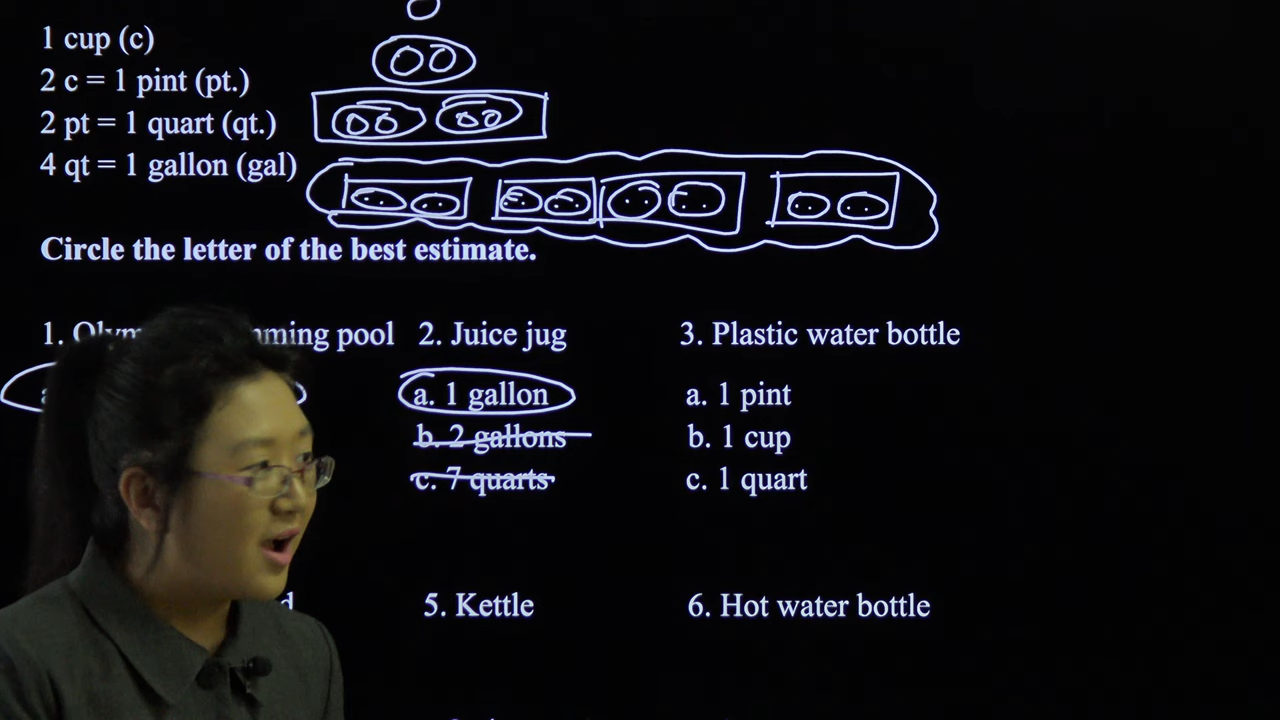 1 cup (c)
2 c = 1 pint (pt.)
2 pt = 1 quart (qt.)
4 qt = 1 gallon (gal)
Circle the letter of the best estimate.
1. pool 2. Juice jug 3. Plastic water bottle
a. 1 gallon a. 1 pint
b. 2 gallons b. 1 cup
c. 7 quarts c. 1 quart
5. Kettle 6. Hot water bottle